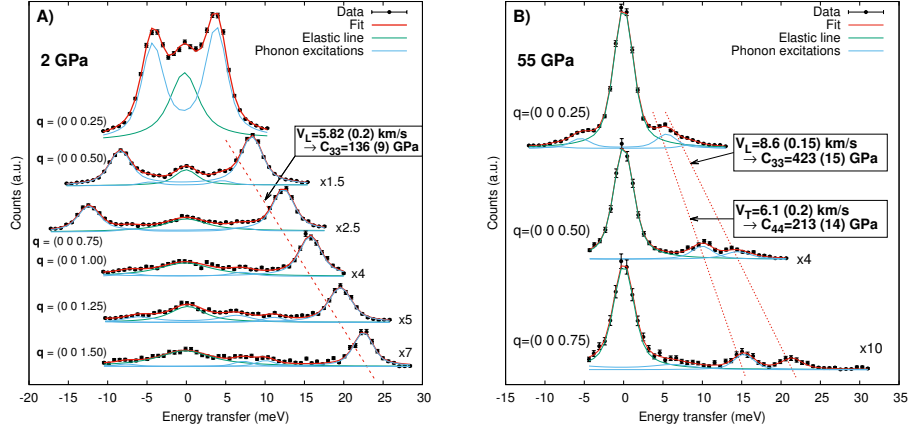 A)
2 GPa
Data
Fit
Elastic line
Phonon excitations
q = (0 0 0.25)
V_L=5.82 (0.2) km/s
→ C_33=136 (9) GPa
q = (0 0 0.50)
x1.5
x2.5
q = (0 0 0.75)
q = (0 0 1.00)
x4
q = (0 0 1.25)
x5
q = (0 0 1.50)
x7
Counts (a.u.)
-20 -15 -10 -5 0 5 10 15 20 25 30
Energy transfer (meV)
B)
55 GPa
Data
Fit
Elastic line
Phonon excitations
q=(0 0 0.25)
V_L=8.6 (0.15) km/s
→ C_33=423 (15) GPa
V_T=6.1 (0.2) km/s
→ C_44=213 (14) GPa
q=(0 0 0.50)
x4
q=(0 0 0.75)
x10
Counts (a.u.)
-15 -10 -5 0 5 10 15 20 25 30 35
Energy transfer (meV)